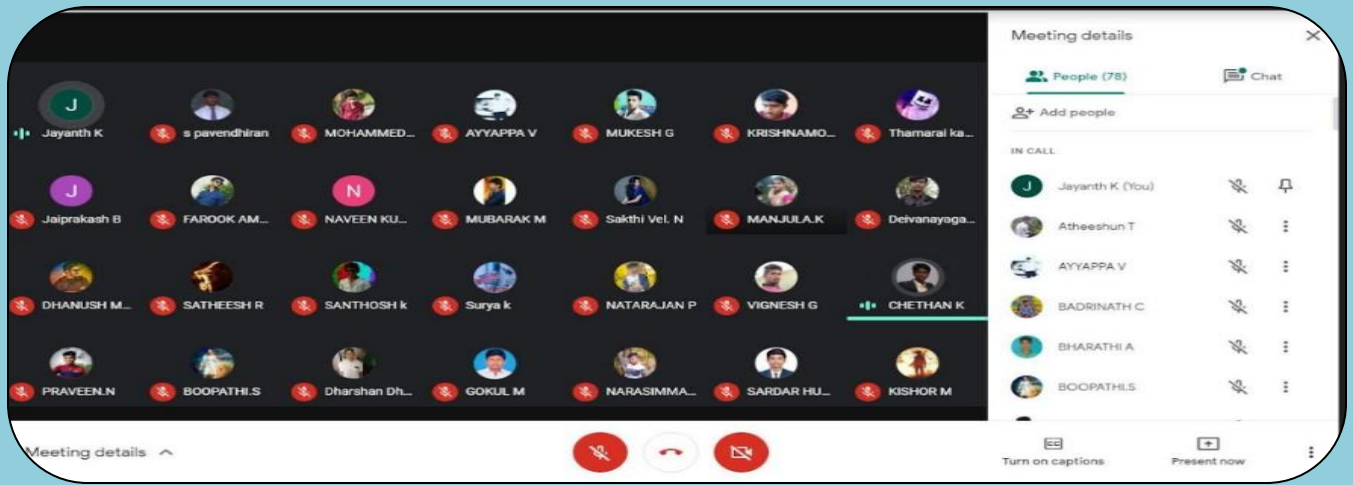 Meeting details
People (78) Chat
Add people
IN CALL
J Jayanth K (You)
Atheeshun T
AYYAPPA V
BADRINATH C
BHARATHI A
BOOPATHI.S
J
Jayanth K s pavendhiran MOHAMMED... AYYAPPA V MUKESH G KRISHNAMO... Thamarai ka...
J N
Jaiprakash B FAROOK AM... NAVEEN KU... MUBARAK M Sakthi Vel. N MANJULA.K Deivanayaga...
DHANUSH M... SATHEESH R SANTHOSH k Surya k NATARAJAN P VIGNESH G CHETHAN K
PRAVEEN.N BOOPATHI.S Dharshan Dh... GOKUL M NARASIMMA... SARDAR HU... KISHOR M
Meeting details
CC
Turn on captions Present now